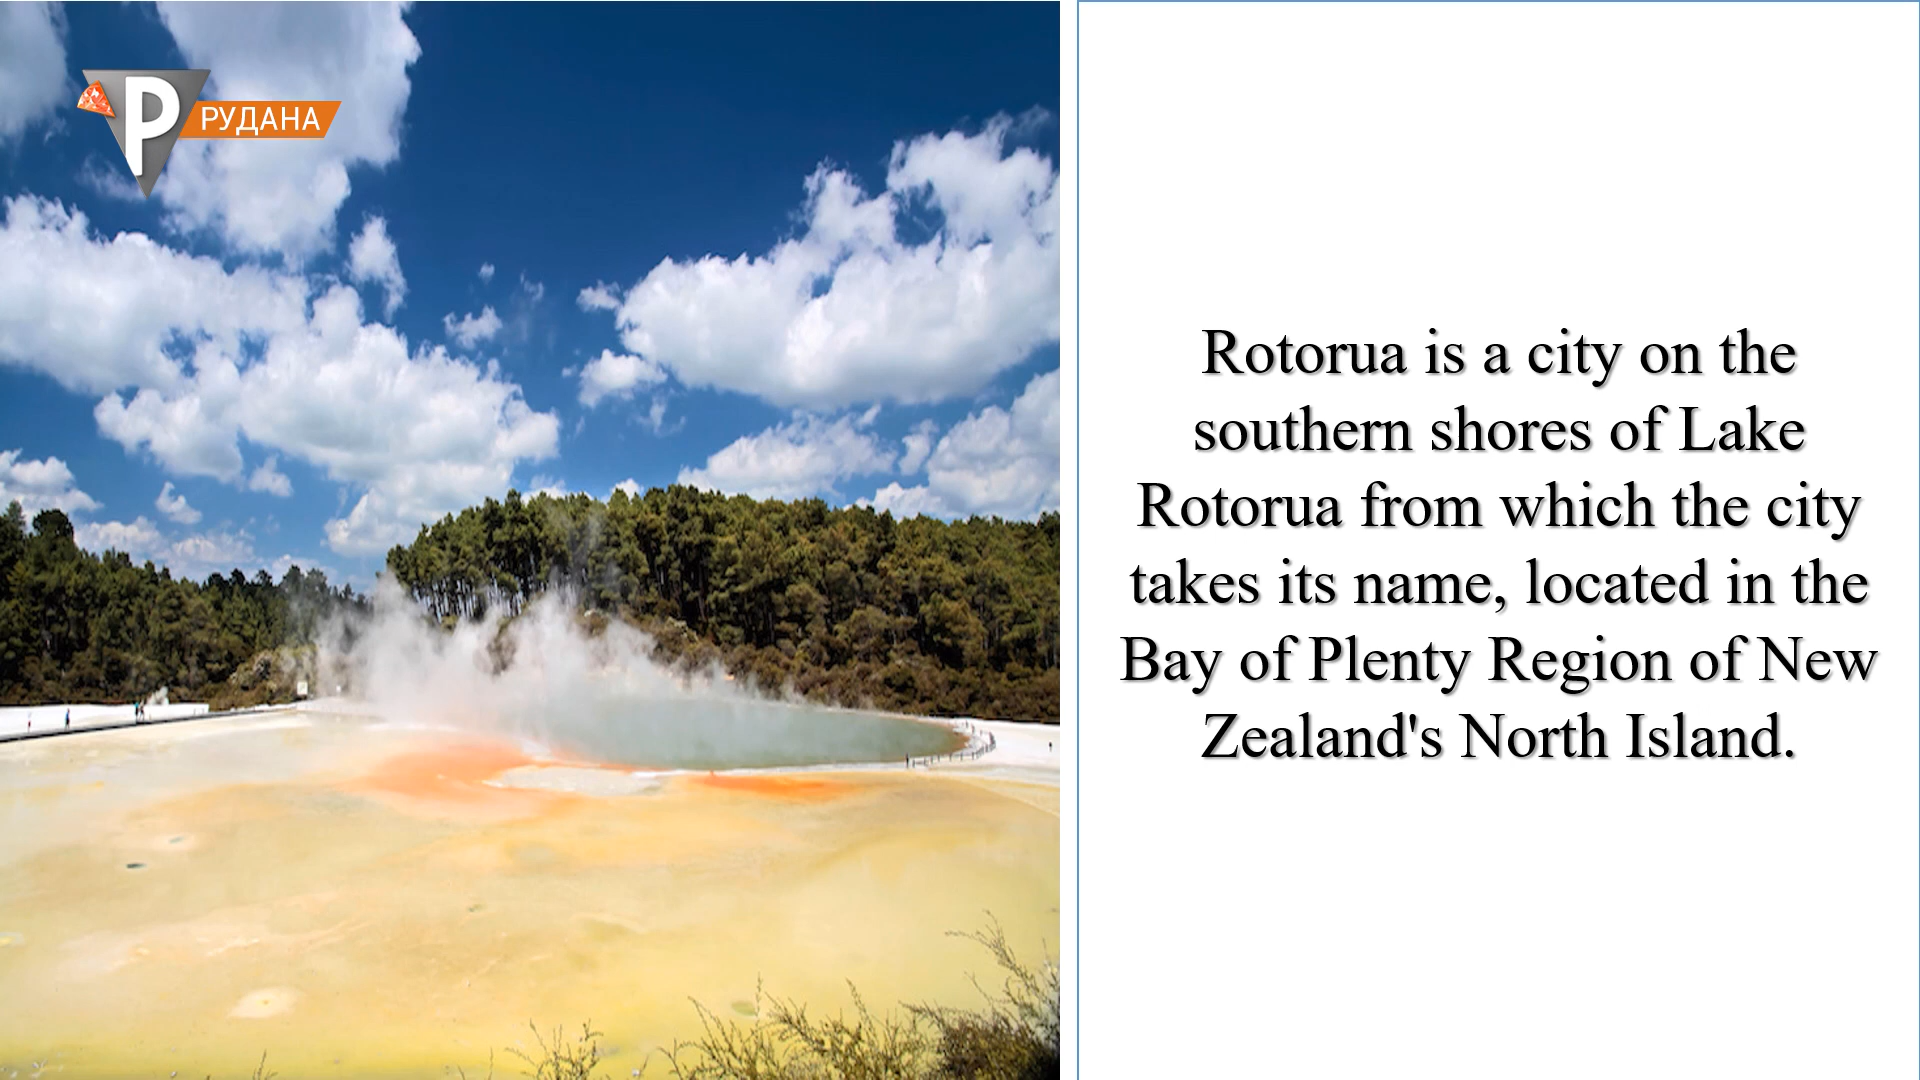 Р
РУДАНА
Rotorua is a city on the
southern shores of Lake
Rotorua from which the city
takes its name, located in the
Bay of Plenty Region of New
Zealand's North Island.